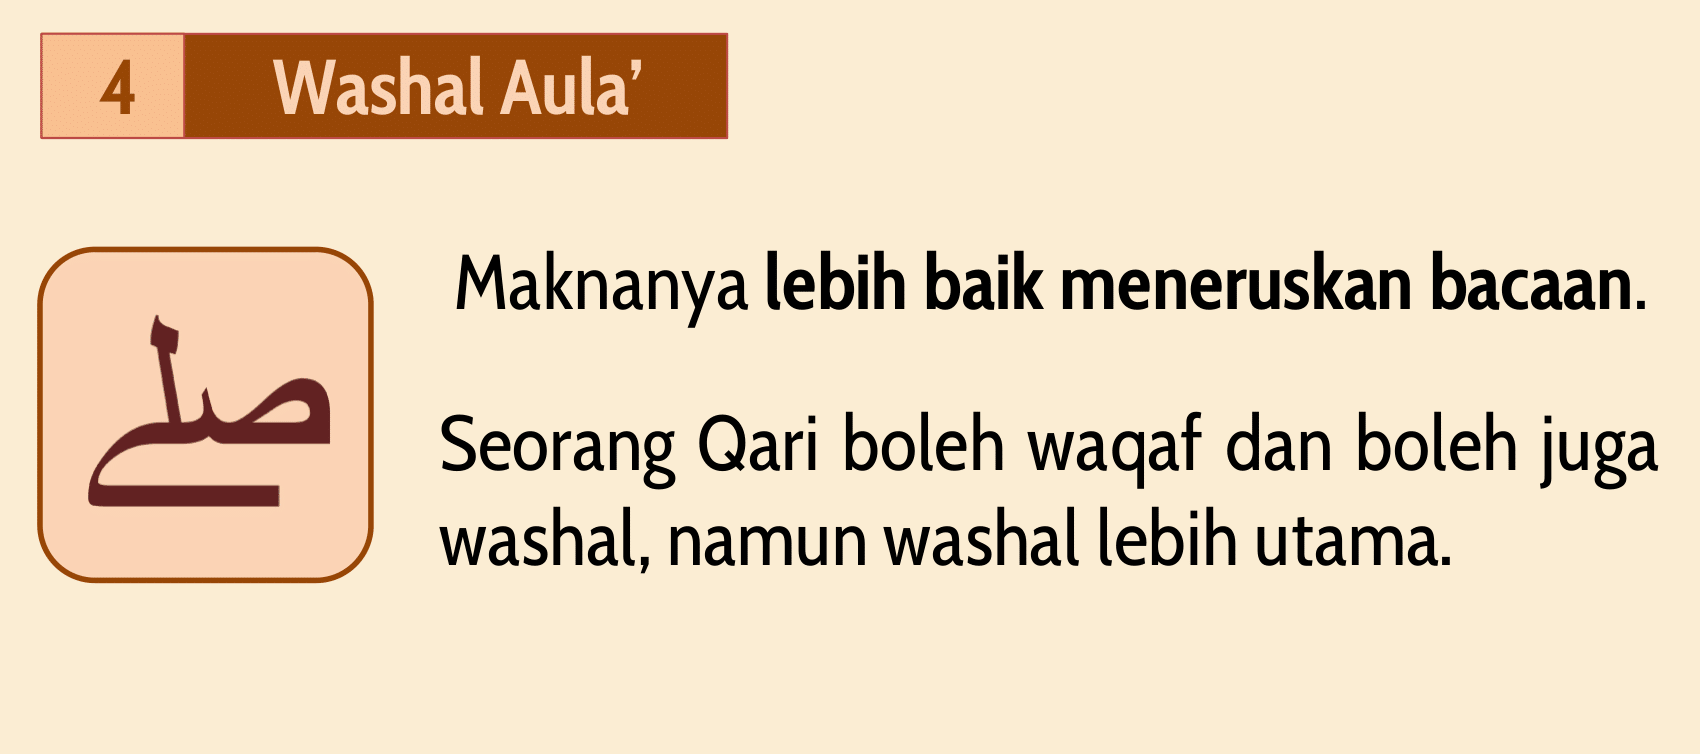 4 Washal Aula’
صلے
Maknanya lebih baik meneruskan bacaan.
Seorang Qari boleh waqaf dan boleh juga
washal, namun washal lebih utama.